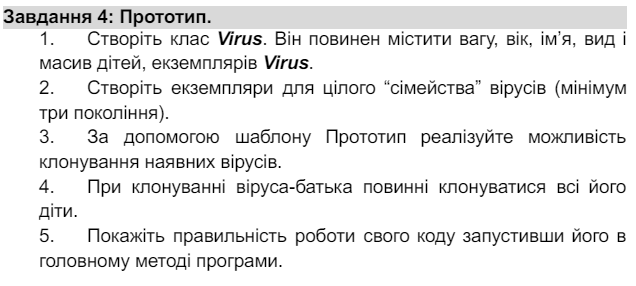 Завдання 4: Прототип.
1. Створіть клас Virus. Він повинен містити вагу, вік, ім’я, вид і
масив дітей, екземплярів Virus.
2. Створіть екземпляри для цілого “сімейства” вірусів (мінімум
три покоління).
3. За допомогою шаблону Прототип реалізуйте можливість
клонування наявних вірусів.
4. При клонуванні віруса-батька повинні клонуватися всі його
діти.
5. Покажіть правильність роботи свого коду запустивши його в
головному методі програми.